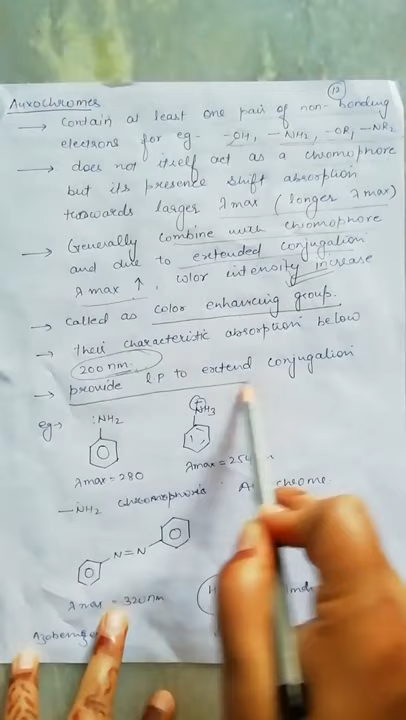 12
Auxochromes
→ Contain at least one pair of non-bonding
electrons for eg- -OH, -NH2, -OR, -NR2
→ does not itself act as a chromophore
but its presence shift absorption
towards larger λmax (longer λmax)
→ Generally combine with chromophore
and due to extended conjugation
λmax ↑, color intensity increase
→ called as color enhancing group.
→ their characteristic absorption below
200 nm.
→ provide lp to extend conjugation
eg→ :NH2 NH3 +
λmax = 280 λmax = 254
-NH2 chromophoric
N=N
λmax = 320nm